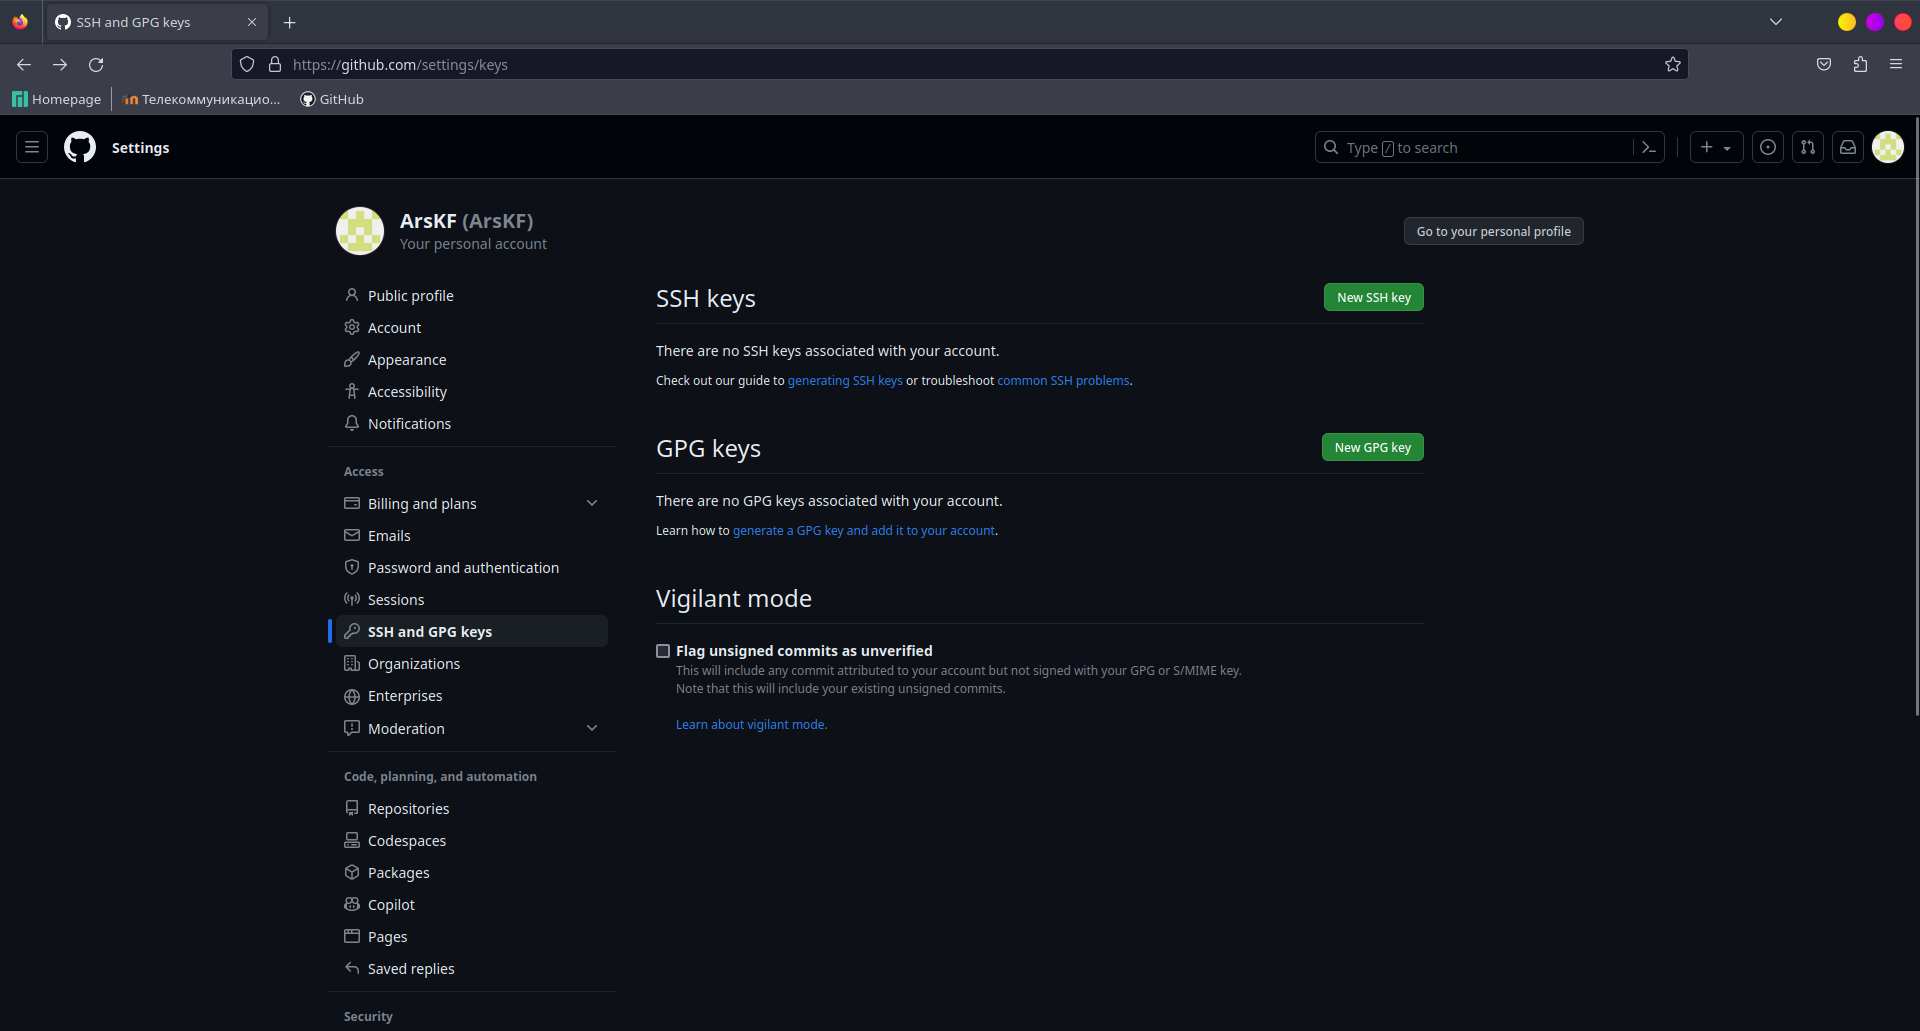 SSH and GPG keys
https://github.com/settings/keys
Homepage
Телекоммуникацио...
GitHub
Settings
Type / to search
ArsKF (ArsKF)
Your personal account
Go to your personal profile
Public profile
Account
Appearance
Accessibility
Notifications
Access
Billing and plans
Emails
Password and authentication
Sessions
SSH and GPG keys
Organizations
Enterprises
Moderation
Code, planning, and automation
Repositories
Codespaces
Packages
Copilot
Pages
Saved replies
Security
SSH keys
New SSH key
There are no SSH keys associated with your account.
Check out our guide to generating SSH keys or troubleshoot common SSH problems.
GPG keys
New GPG key
There are no GPG keys associated with your account.
Learn how to generate a GPG key and add it to your account.
Vigilant mode
Flag unsigned commits as unverified
This will include any commit attributed to your account but not signed with your GPG or S/MIME key.
Note that this will include your existing unsigned commits.
Learn about vigilant mode.